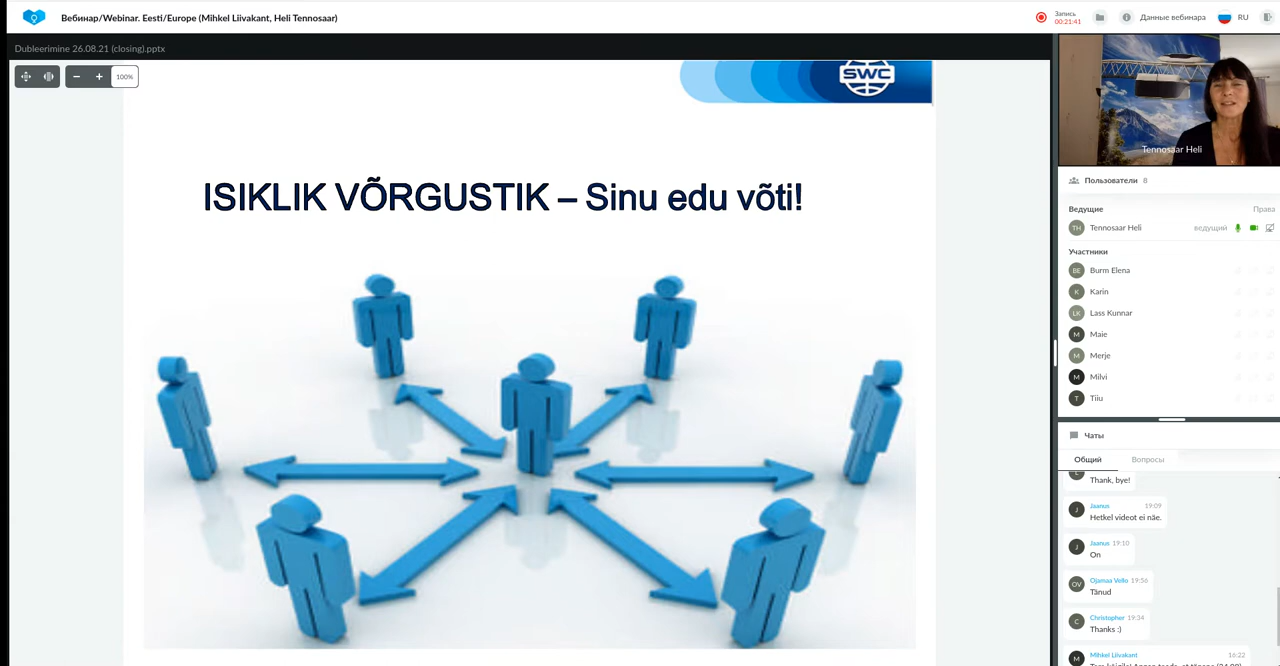 Вебинар/Webinar. Eesti/Europe (Mihkel Liivakant, Heli Tennosaar)
Запись
00:21:41
Данные вебинара
RU
Dubleerimine 26.08.21 (closing).pptx
100%
SWC
ISIKLIK VÕRGUSTIK – Sinu edu võti!
Tennosaar Heli
Пользователи 8
Ведущие Права
TH Tennosaar Heli ведущий
Участники
BE Burm Elena
K Karin
LK Lass Kunnar
M Maie
M Merje
M Milvi
T Tiiu
Чаты
Общий Вопросы
Thank, bye!
Jaanus 19:09
J Hetkel videot ei näe.
Jaanus 19:10
J On
Ojamaa Vello 19:56
OV Tänud
Christopher 19:34
C Thanks :)
Mihkel Liivakant 16:22
M